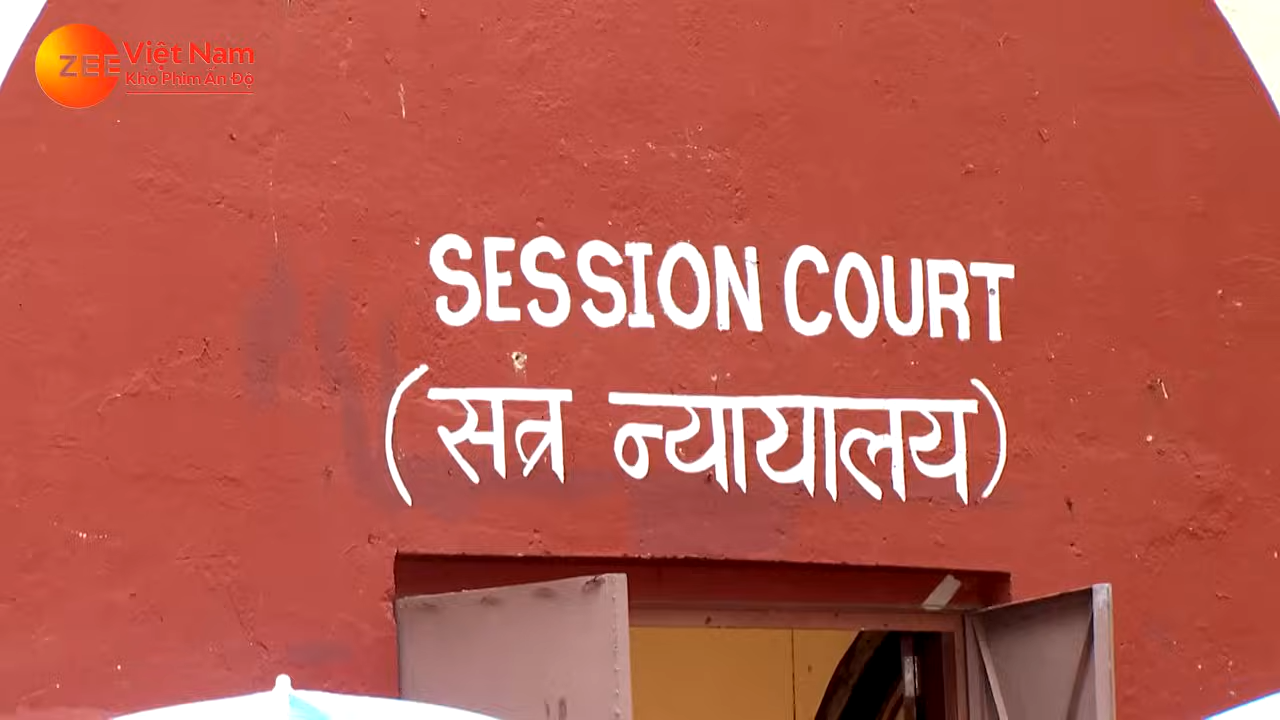 ZEE Việt Nam
Kho Phim Ấn Độ
SESSION COURT
(सत्र न्यायालय)